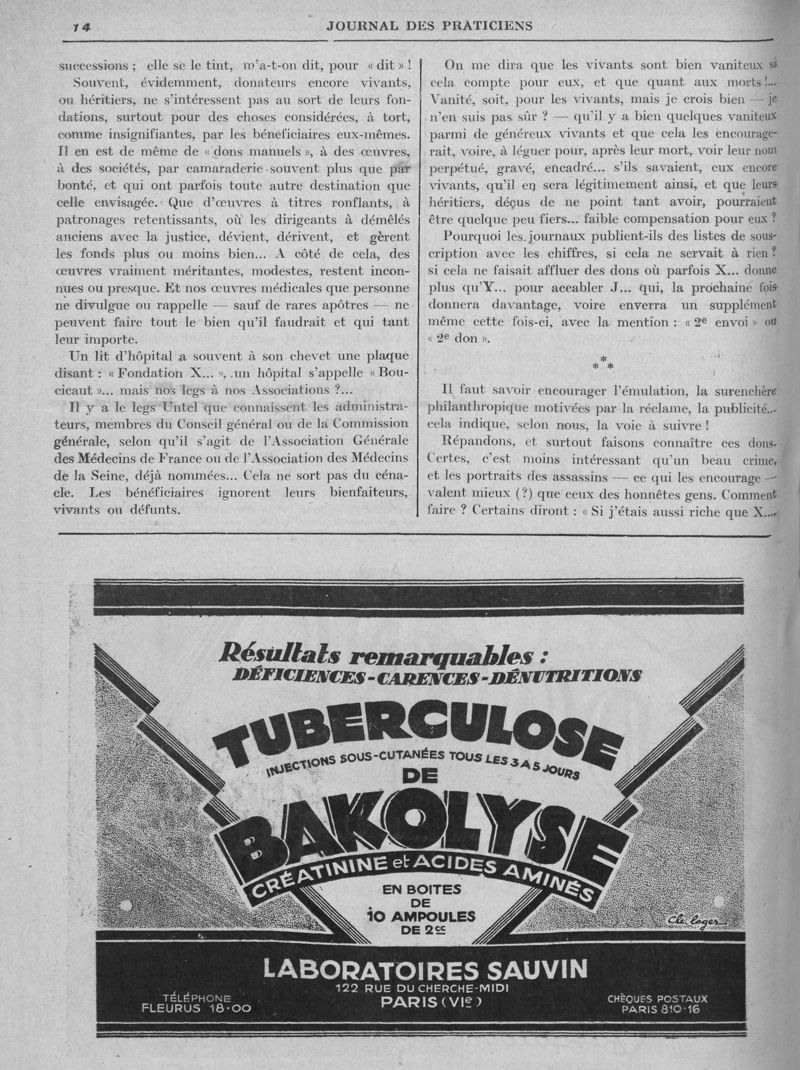 14
JOURNAL DES PRATICIENS
successions ; elle se le tint, m'a-t-on dit, pour « dit » !
Souvent, évidemment, donateurs encore vivants,
ou héritiers, ne s'intéressent pas au sort de leurs fon-
dations, surtout pour des choses considérées, à tort,
comme insignifiantes, par les bénéficiaires eux-mêmes.
Il en est de même de « dons manuels », à des œuvres,
à des sociétés, par camaraderie souvent plus que par
bonté, et qui ont parfois toute autre destination que
celle envisagée. Que d'œuvres à titres ronflants, à
patronages retentissants, où les dirigeants à démêlés
anciens avec la justice, dévient, dérivent, et gèrent
les fonds plus ou moins bien... A côté de cela, des
œuvres vraiment méritantes, modestes, restent incon-
nues ou presque. Et nos œuvres médicales que personne
ne divulgue ou rappelle — sauf de rares apôtres — ne
peuvent faire tout le bien qu'il faudrait et qui tant
leur importe.
Un lit d'hôpital a souvent à son chevet une plaque
disant : « Fondation X... », un hôpital s'appelle « Bou-
cicaut »... mais nos legs à nos Associations ?...
Il y a le legs Untel que connaissent les administra-
teurs, membres du Conseil général ou de la Commission
générale, selon qu'il s'agit de l'Association Générale
des Médecins de France ou de l'Association des Médecins
de la Seine, déjà nommées... Cela ne sort pas du céna-
cle. Les bénéficiaires ignorent leurs bienfaiteurs,
vivants ou défunts.
On me dira que les vivants sont bien vaniteux si
cela compte pour eux, et que quant aux morts !...
Vanité, soit, pour les vivants, mais je crois bien — je
n'en suis pas sûr ? — qu'il y a bien quelques vaniteux
parmi de généreux vivants et que cela les encourage-
rait, voire, à léguer pour, après leur mort, voir leur nom
perpétué, gravé, encadré... s'ils savaient, eux encore
vivants, qu'il en sera légitimement ainsi, et que leurs
héritiers, déçus de ne point tant avoir, pourraient
être quelque peu fiers... faible compensation pour eux ?
Pourquoi les journaux publient-ils des listes de sous-
cription avec les chiffres, si cela ne servait à rien ?
si cela ne faisait affluer des dons où parfois X... donne
plus qu'Y... pour accabler J... qui, la prochaine fois
donnera davantage, voire enverra un supplément
même cette fois-ci, avec la mention : « 2e envoi » ou
« 2e don ».
* * *
Il faut savoir encourager l'émulation, la surenchère
philanthropique motivées par la réclame, la publicité...
cela indique, selon nous, la voie à suivre !
Répandons, et surtout faisons connaître ces dons.
Certes, c'est moins intéressant qu'un beau crime,
et les portraits des assassins — ce qui les encourage —
valent mieux (?) que ceux des honnêtes gens. Comment
faire ? Certains diront : « Si j'étais aussi riche que X...,
Résultats remarquables :
DÉFICIENCES - CARENCES - DÉNUTRITIONS
TUBERCULOSE
INJECTIONS SOUS-CUTANÉES TOUS LES 3 A 5 JOURS
DE
BAKOLYSE
CRÉATININE et ACIDES AMINÉS
EN BOITES
DE
10 AMPOULES
DE 2cc
Ch. Loger
LABORATOIRES SAUVIN
122 RUE DU CHERCHE-MIDI
PARIS (VIe)
TÉLÉPHONE
FLEURUS 18·00
CHÈQUES POSTAUX
PARIS 810·16